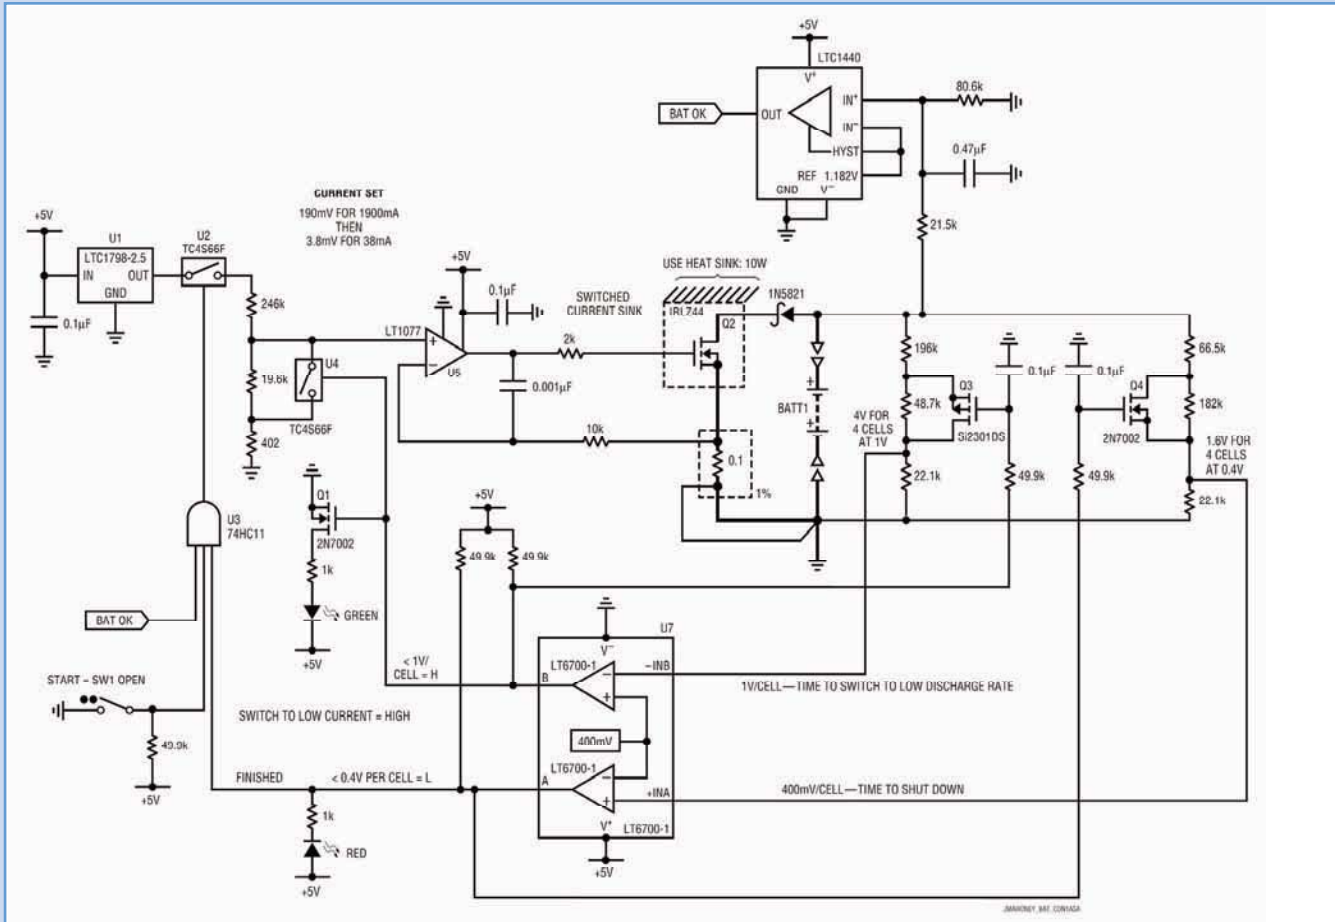 +5V
LTC1440
V+
80.6k
IN+
BAT OK
OUT
IN−
HYST
0.47µF
REF 1.182V
GND
V−
21.5k
CURRENT SET
190mV FOR 1900mA
THEN
3.8mV FOR 38mA
+5V
U1
LTC1798-2.5
IN
OUT
GND
0.1µF
U2
TC4S66F
246k
19.6k
402
U4
TC4S66F
+5V
LT1077
+
−
U5
0.1µF
SWITCHED
CURRENT SINK
2k
0.001µF
10k
USE HEAT SINK: 10W
IRLZ44
Q2
1N5821
0.1
1%
+
BATT1
+
196k
4V FOR
4 CELLS
AT 1V
48.7k
22.1k
Q3
Si2301DS
0.1µF
49.9k
0.1µF
49.9k
Q4
2N7002
66.5k
182k
1.6V FOR
4 CELLS
AT 0.4V
22.1k
U3
74HC11
Q1
2N7002
1k
GREEN
+5V
+5V
49.9k
49.9k
BAT OK
START – SW1 OPEN
49.9k
+5V
< 1V/
CELL = H
SWITCH TO LOW CURRENT = HIGH
FINISHED
< 0.4V PER CELL = L
1k
RED
+5V
U7
V−
LT6700-1
B
−
+
−INB
1V/CELL—TIME TO SWITCH TO LOW DISCHARGE RATE
400mV
LT6700-1
A
−
+
+INA
400mV/CELL—TIME TO SHUT DOWN
V+
LT6700-1
+5V